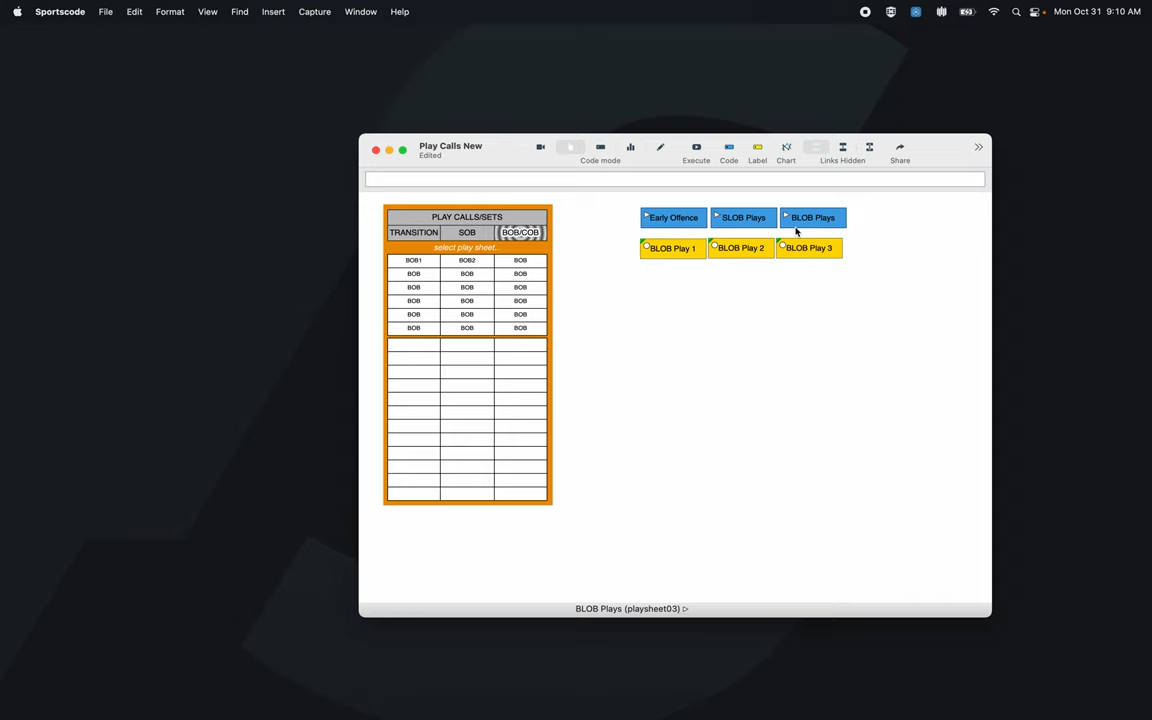 Sportscode File Edit Format View Find Insert Capture Window Help Mon Oct 31 9:10 AM
Play Calls New
Edited
Code mode Execute Code Label Chart Links Hidden Share
PLAY CALLS/SETS
TRANSITION SOB BOB/COB
select play sheet...
BOB1 BOB2 BOB
BOB BOB BOB
BOB BOB BOB
BOB BOB BOB
BOB BOB BOB
BOB BOB BOB
Early Offence SLOB Plays BLOB Plays
BLOB Play 1 BLOB Play 2 BLOB Play 3
BLOB Plays (playsheet03)